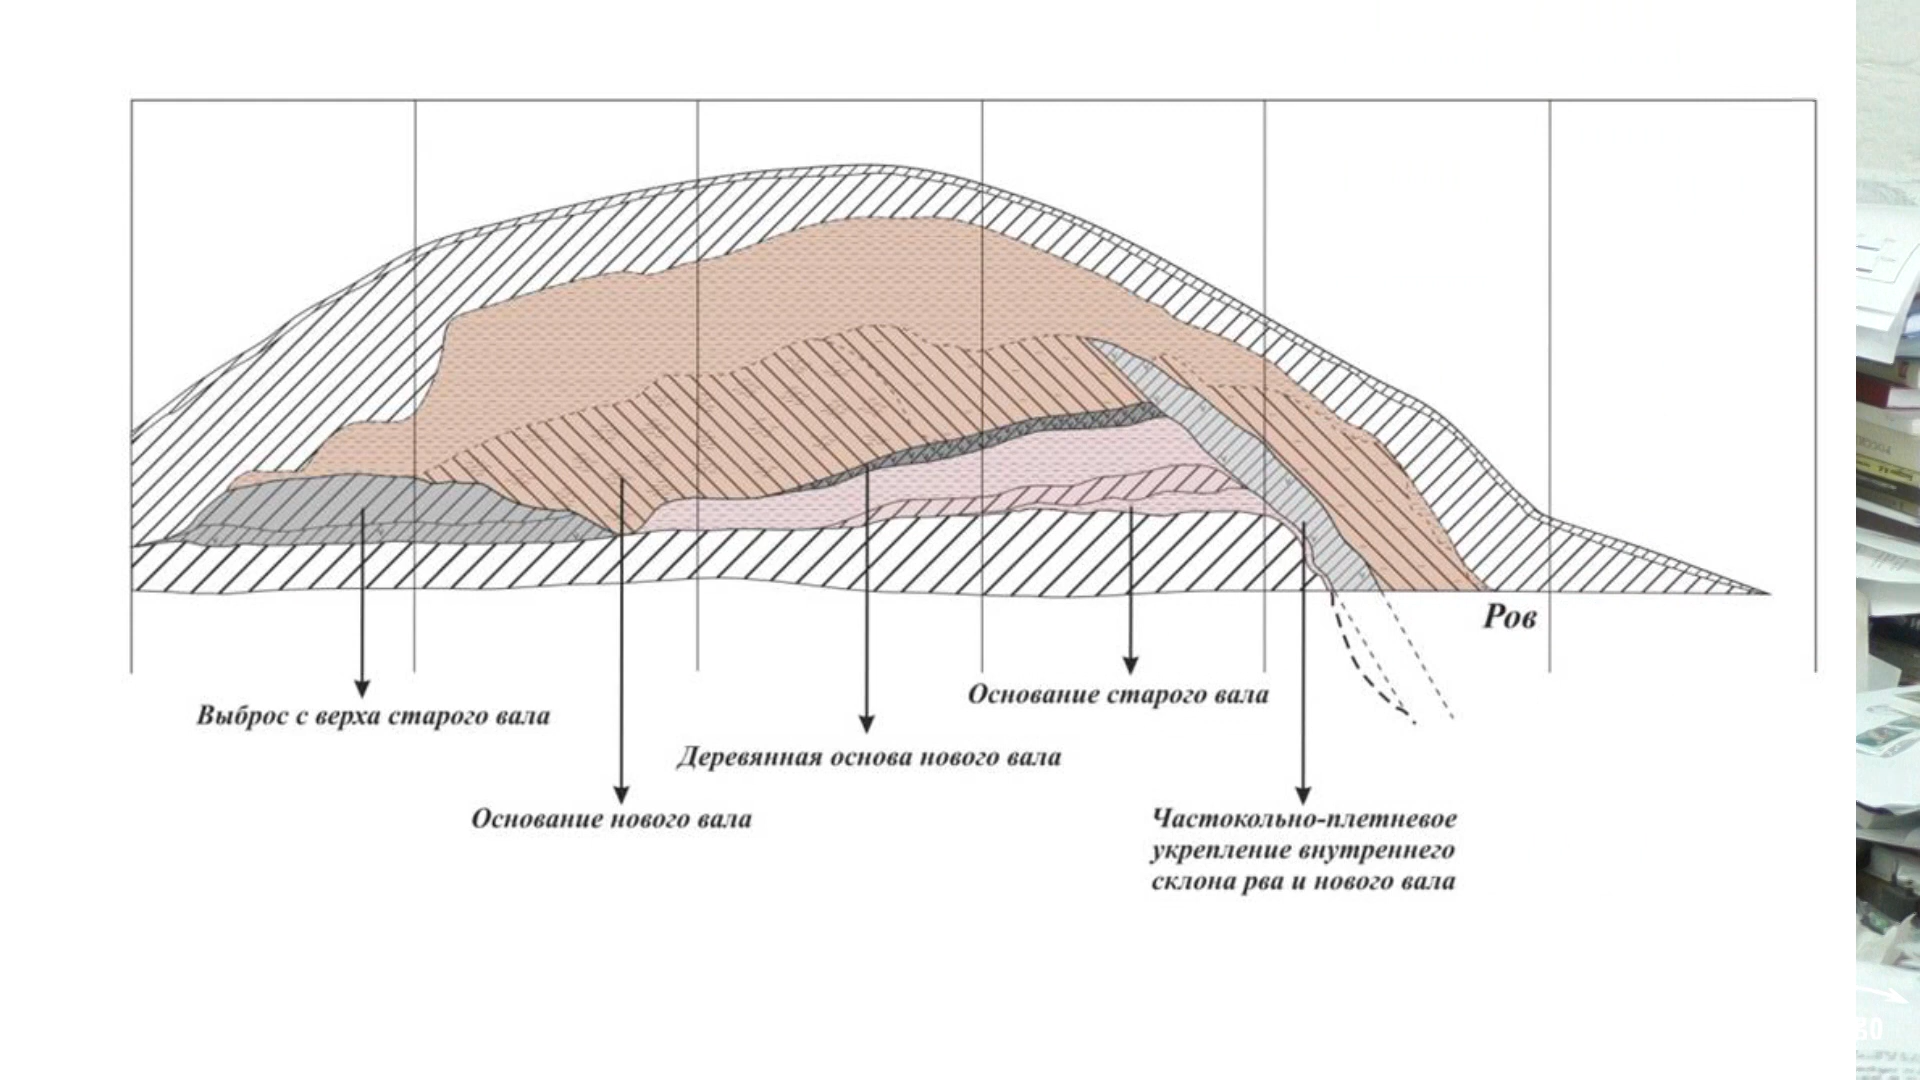 Ров
Основание старого вала
Выброс с верха старого вала
Деревянная основа нового вала
Основание нового вала
Частокольно-плетневое
укрепление внутреннего
склона рва и нового вала